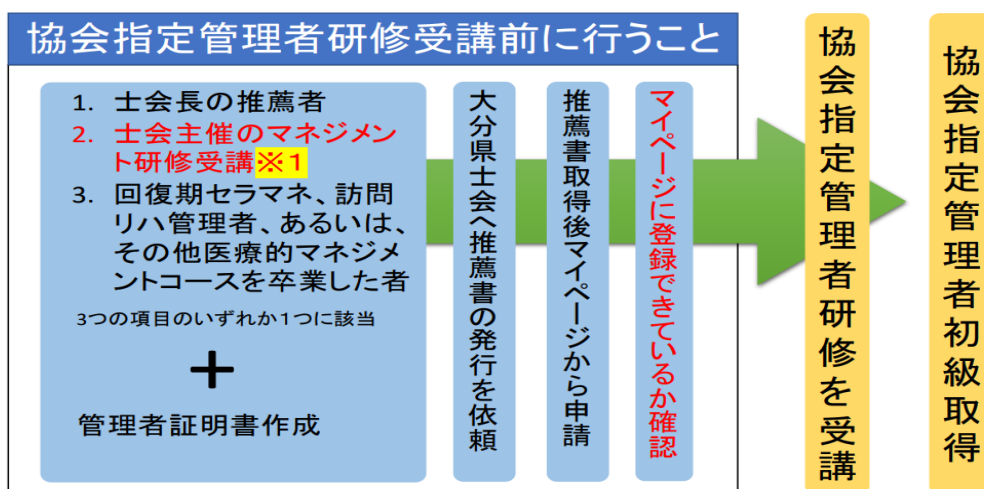 協会指定管理者研修受講前に行うこと
1. 士会長の推薦者
2. 士会主催のマネジメン
ト研修受講※1
3. 回復期セラマネ、訪問
リハ管理者、あるいは、
その他医療的マネジメ
ントコースを卒業した者
3つの項目のいずれか1つに該当
+
管理者証明書作成
大分県士会へ推薦書の発行を依頼
推薦書取得後マイページから申請
マイページに登録できているか確認
協会指定管理者研修を受講
協会指定管理者初級取得